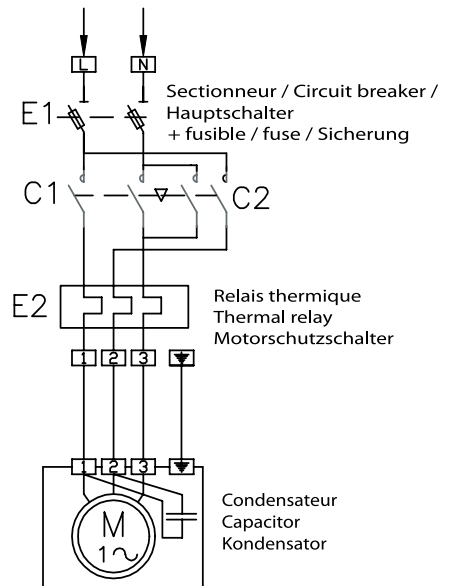 L N
E1
Sectionneur / Circuit breaker /
Hauptschalter
+ fusible / fuse / Sicherung
C1
C2
E2
Relais thermique
Thermal relay
Motorschutzschalter
1 2 3
1 2 3
M
1~
Condensateur
Capacitor
Kondensator